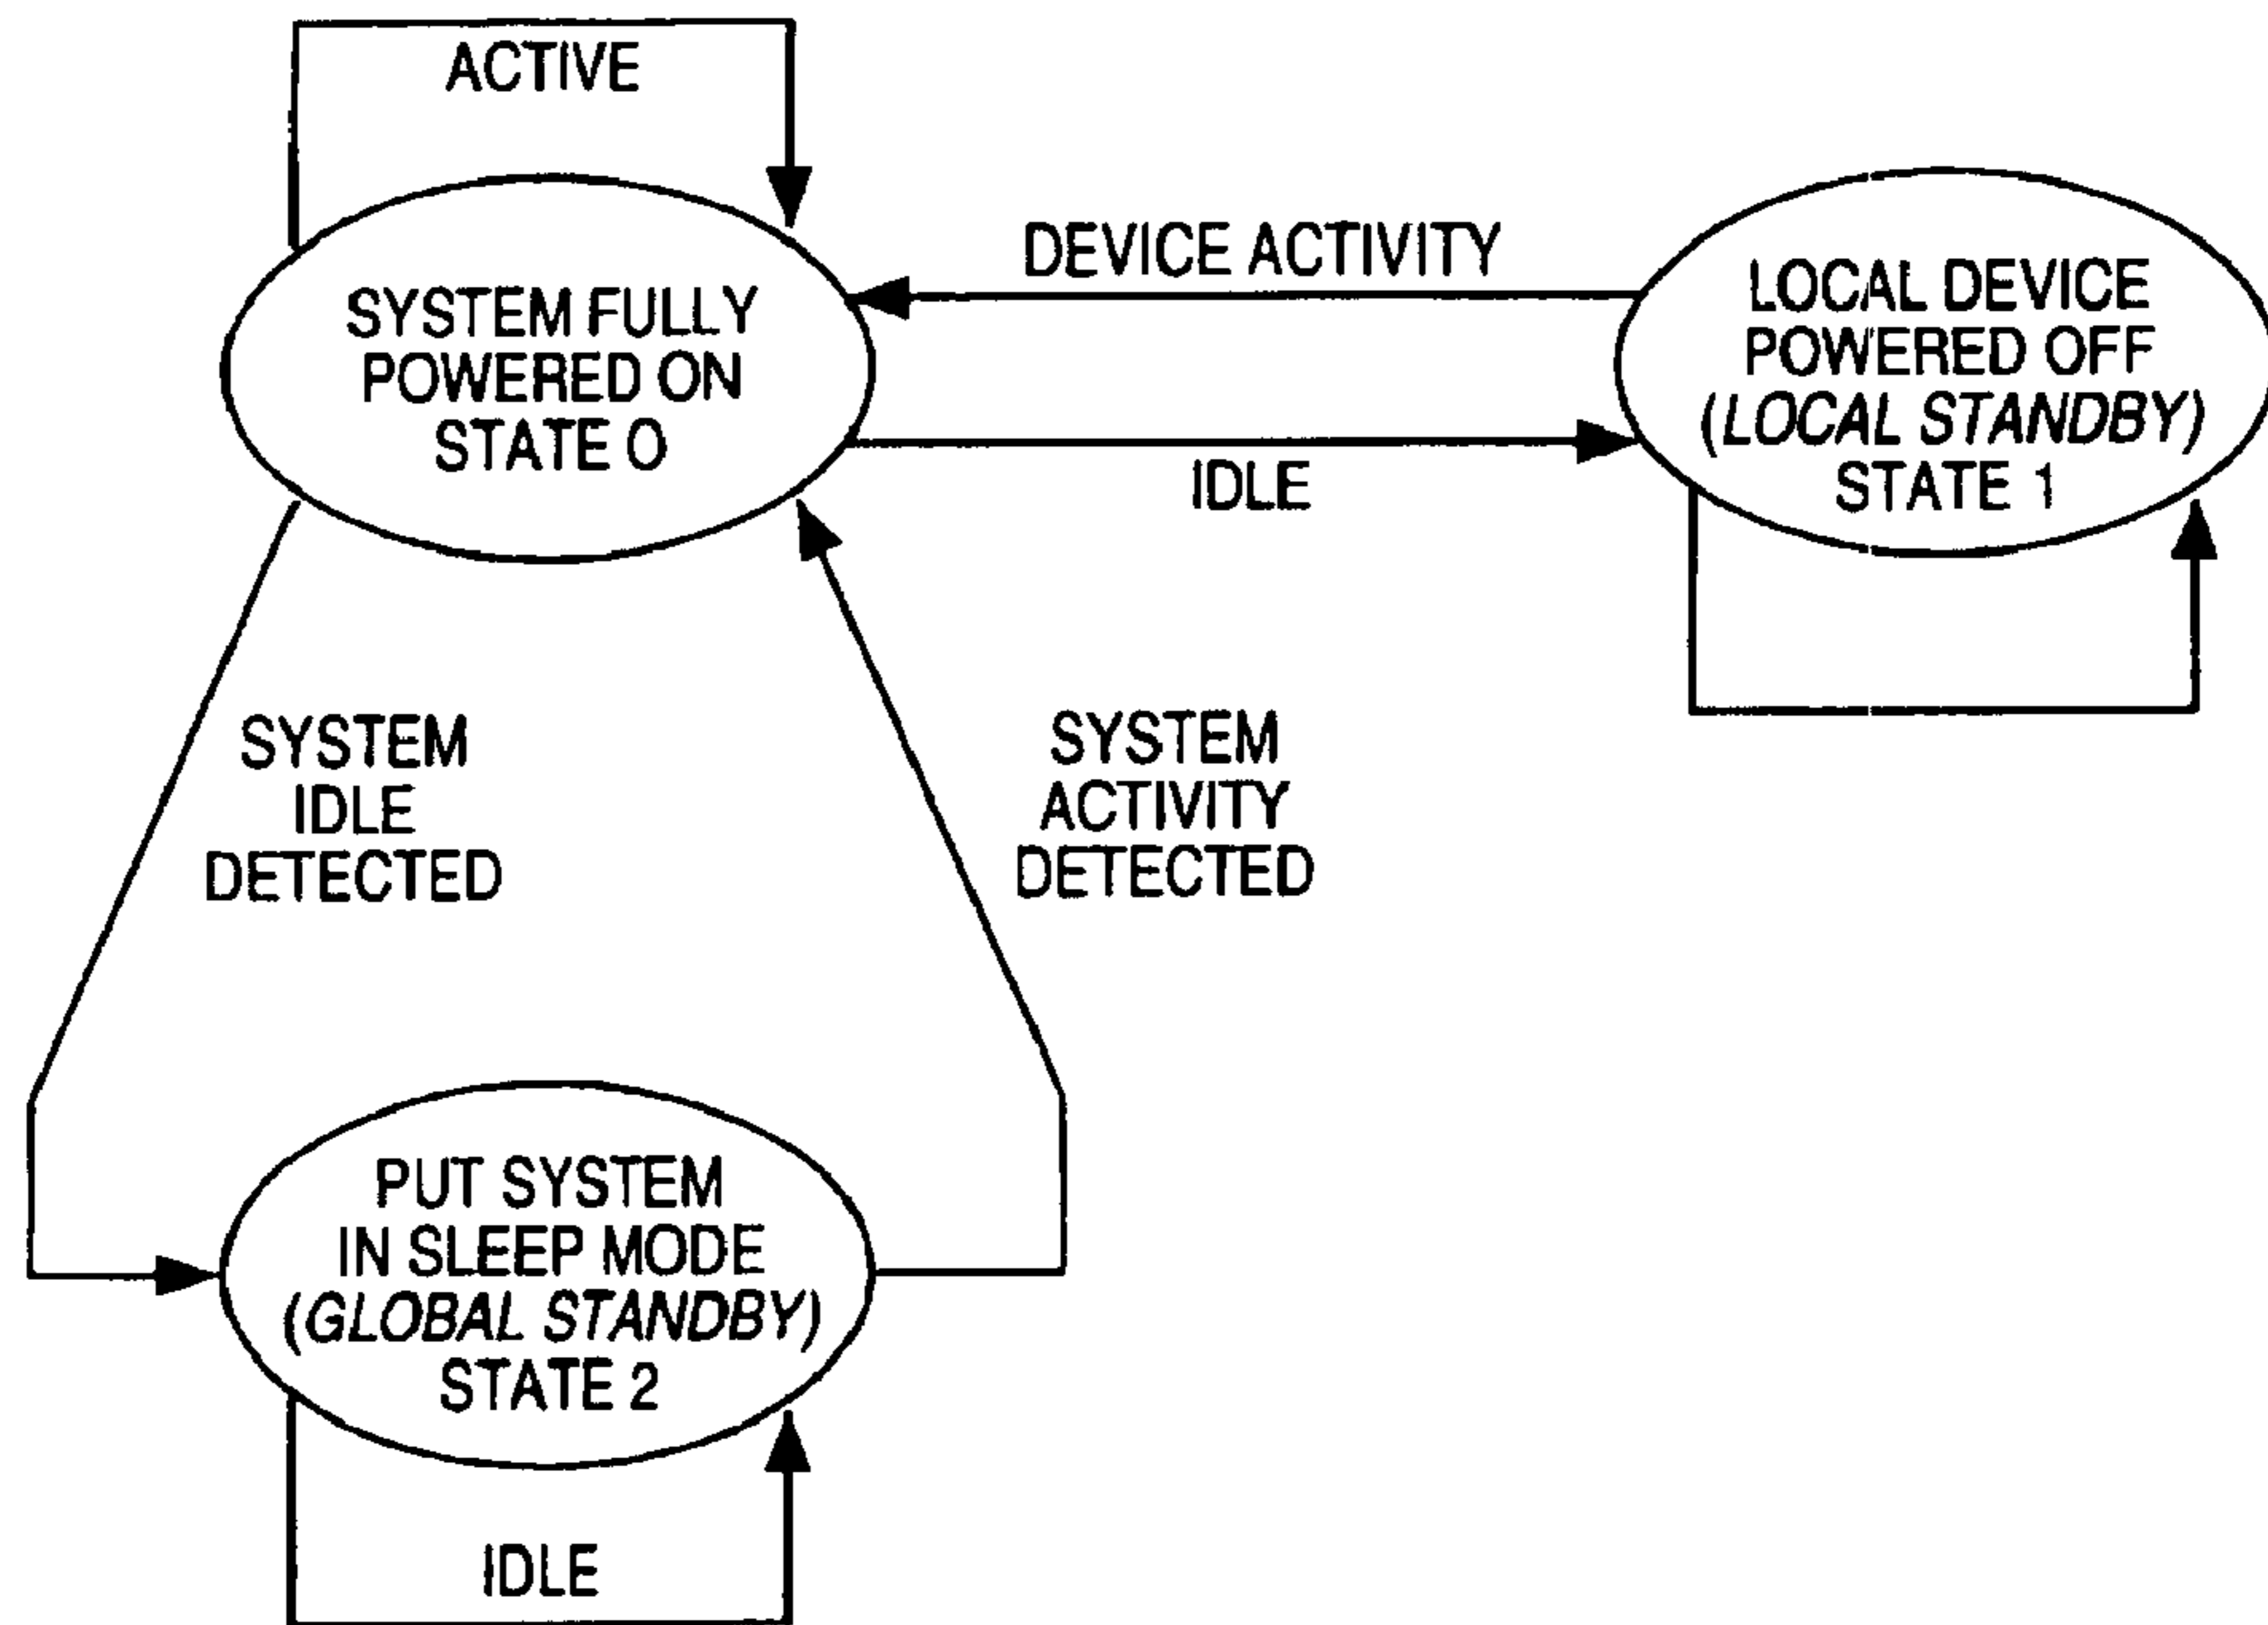 ACTIVE
SYSTEM FULLY
POWERED ON
STATE O
DEVICE ACTIVITY
IDLE
LOCAL DEVICE
POWERED OFF
(LOCAL STANDBY)
STATE 1
SYSTEM
IDLE
DETECTED
SYSTEM
ACTIVITY
DETECTED
PUT SYSTEM
IN SLEEP MODE
(GLOBAL STANDBY)
STATE 2
IDLE